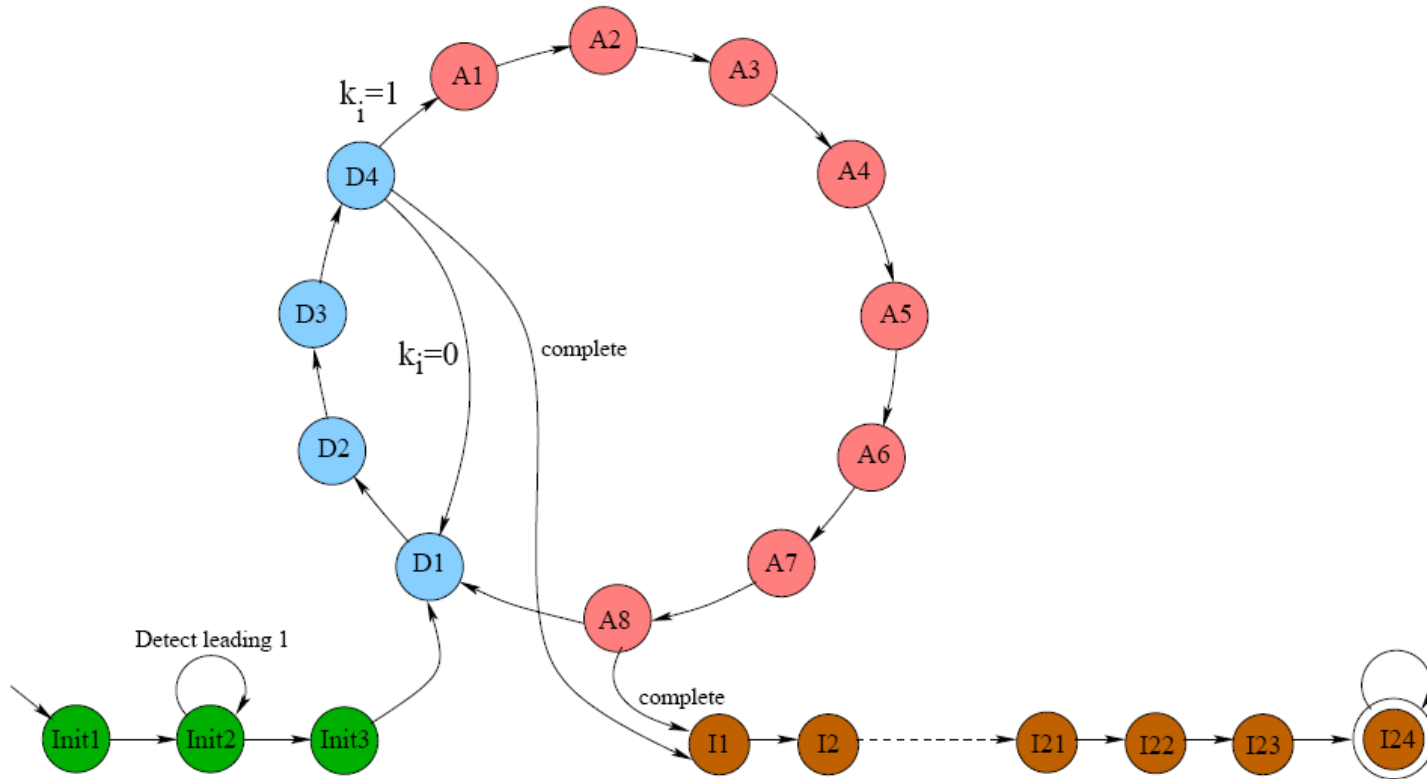 A2
A1
A3
k_i=1
D4
A4
D3
A5
k_i=0
complete
D2
A6
D1
A7
A8
Detect leading 1
complete
Init1
Init2
Init3
I1
I2
I21
I22
I23
I24